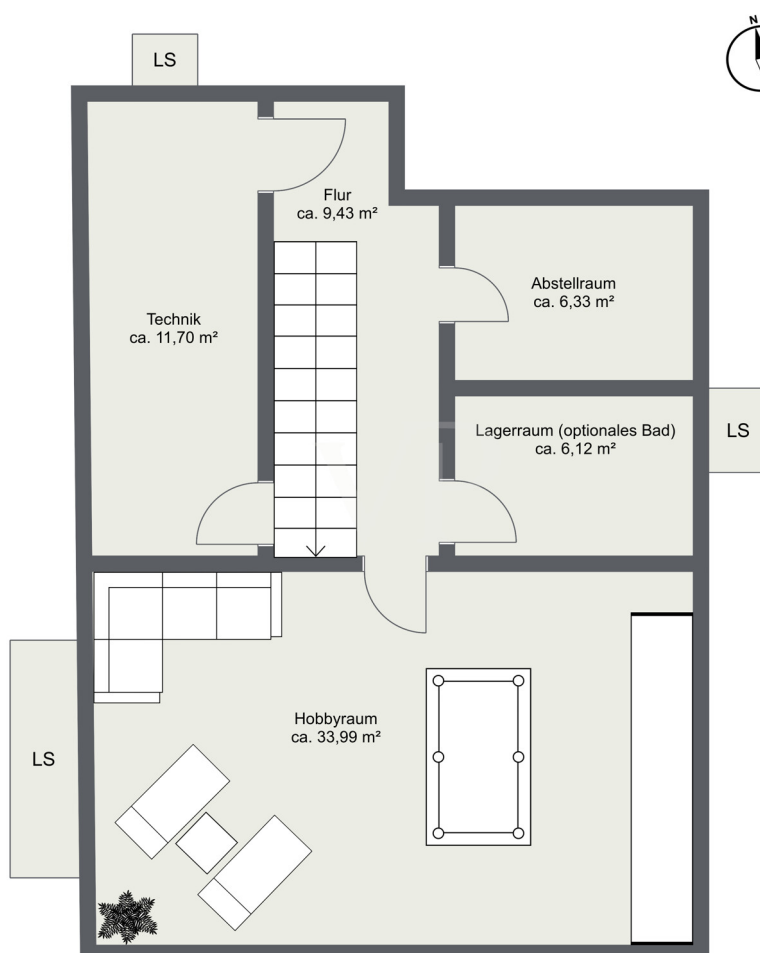 LS
N
Flur
ca. 9,43 m²
Abstellraum
ca. 6,33 m²
Technik
ca. 11,70 m²
Lagerraum (optionales Bad)
ca. 6,12 m²
LS
Hobbyraum
ca. 33,99 m²
LS